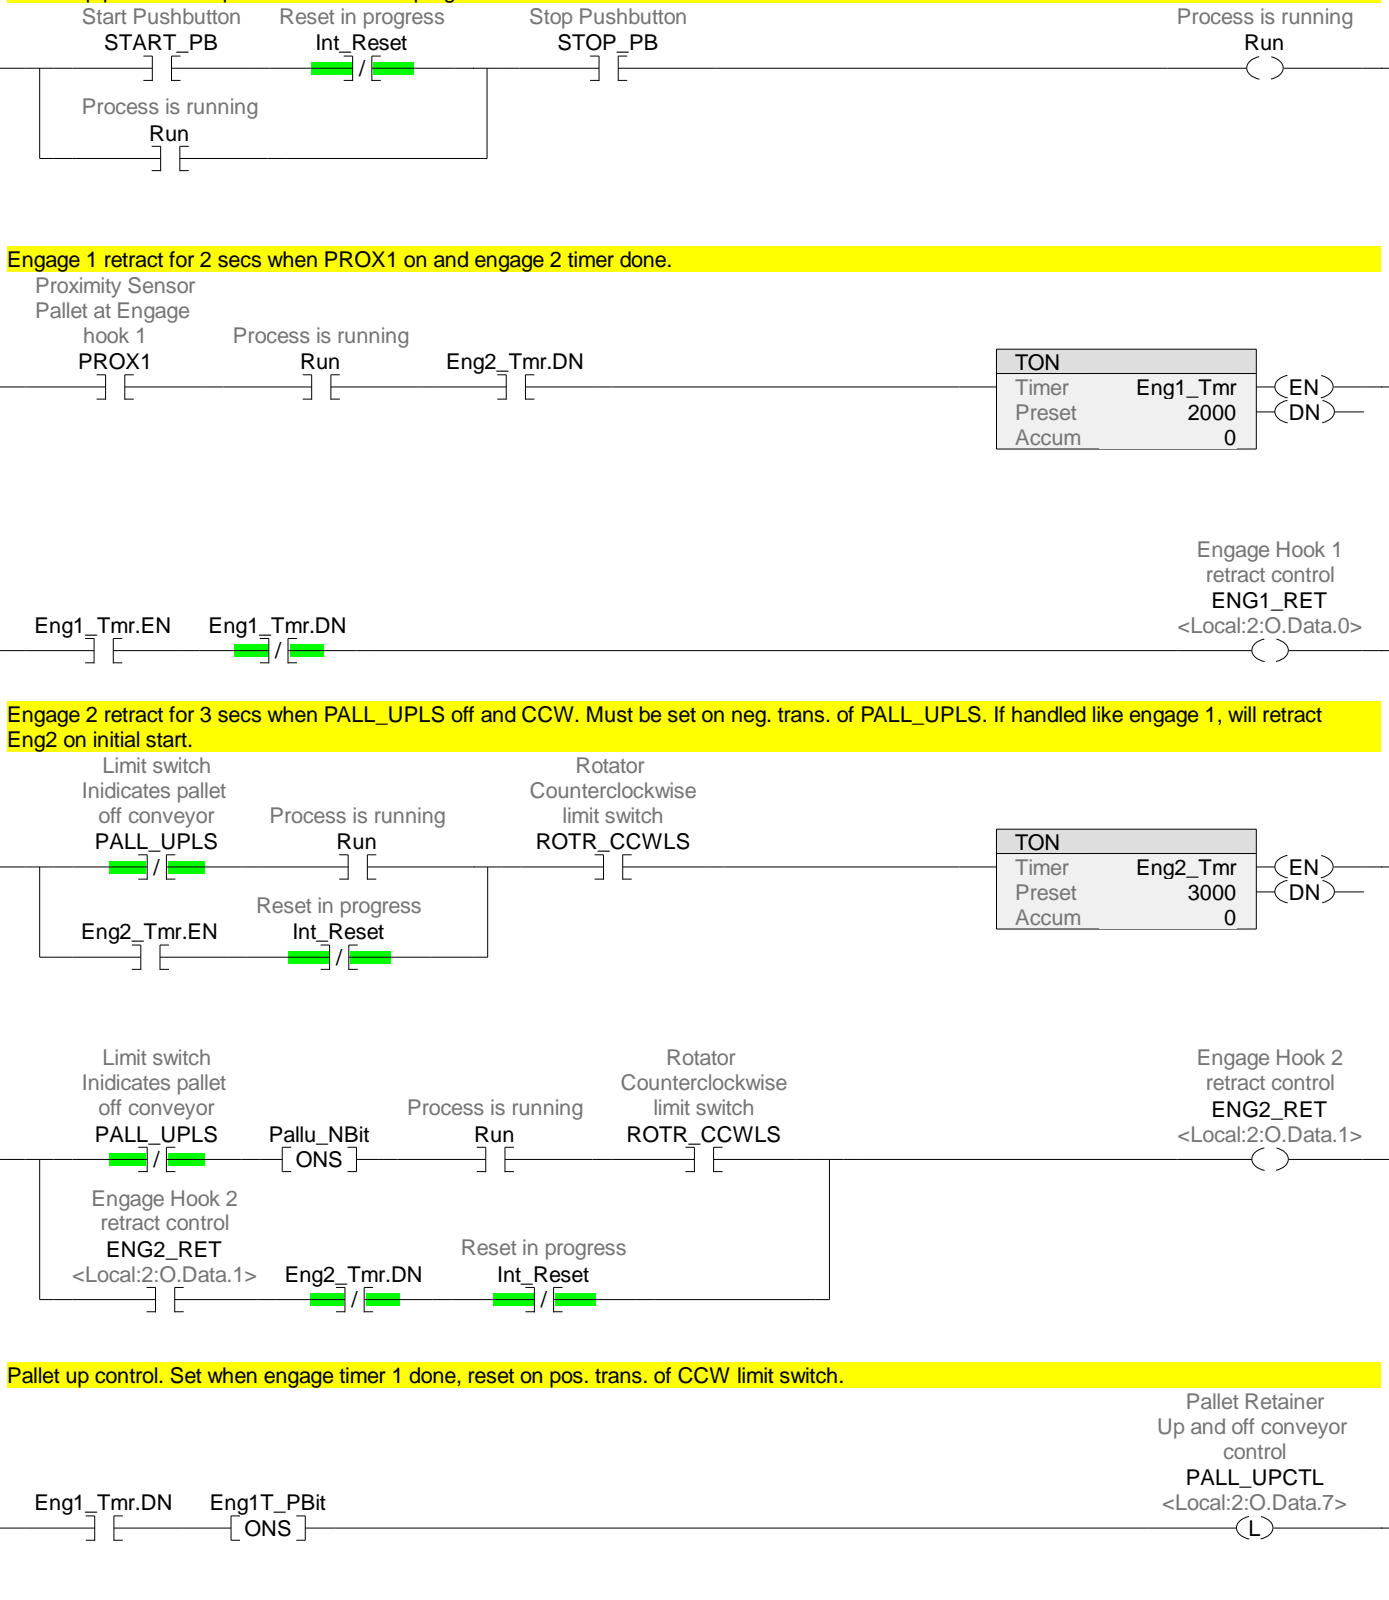 Start Pushbutton Reset in progress Stop Pushbutton Process is running
START_PB Int_Reset STOP_PB Run
/
Process is running
Run
Engage 1 retract for 2 secs when PROX1 on and engage 2 timer done.
Proximity Sensor
Pallet at Engage
hook 1 Process is running
PROX1 Run Eng2_Tmr.DN
TON
Timer Eng1_Tmr EN
Preset 2000 DN
Accum 0
Engage Hook 1
retract control
ENG1_RET
Eng1_Tmr.EN Eng1_Tmr.DN <Local:2:O.Data.0>
/
Engage 2 retract for 3 secs when PALL_UPLS off and CCW. Must be set on neg. trans. of PALL_UPLS. If handled like engage 1, will retract
Eng2 on initial start.
Limit switch Rotator
Inidicates pallet Counterclockwise
off conveyor Process is running limit switch
PALL_UPLS Run ROTR_CCWLS
/
TON
Timer Eng2_Tmr EN
Preset 3000 DN
Accum 0
Reset in progress
Eng2_Tmr.EN Int_Reset
/
Limit switch Rotator Engage Hook 2
Inidicates pallet Counterclockwise retract control
off conveyor Process is running limit switch ENG2_RET
PALL_UPLS Pallu_NBit Run ROTR_CCWLS <Local:2:O.Data.1>
/ ONS
Engage Hook 2
retract control
ENG2_RET Reset in progress
<Local:2:O.Data.1> Eng2_Tmr.DN Int_Reset
/ /
Pallet up control. Set when engage timer 1 done, reset on pos. trans. of CCW limit switch.
Pallet Retainer
Up and off conveyor
control
PALL_UPCTL
Eng1_Tmr.DN Eng1T_PBit <Local:2:O.Data.7>
ONS L